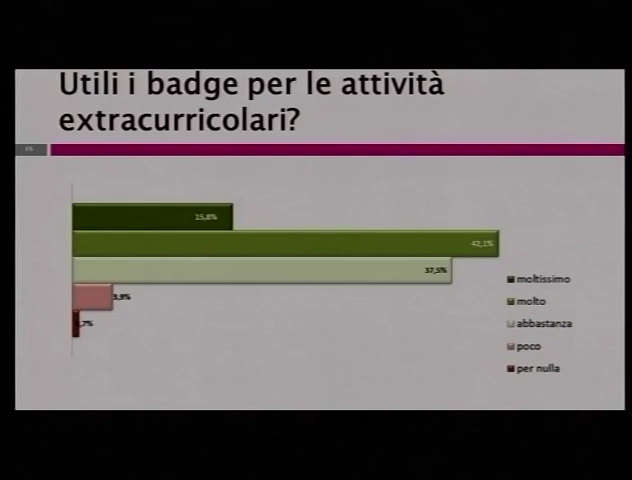 Utili i badge per le attività
extracurricolari?
15,8%
42,1%
37,5%
3,9%
,7%
moltissimo
molto
abbastanza
poco
per nulla